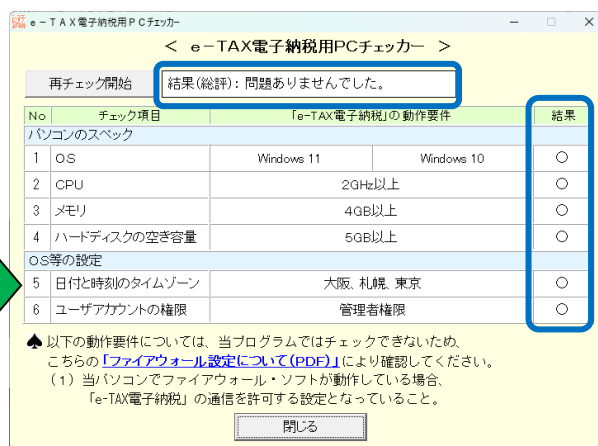 e－TAX電子納税用PCチェッカー
＜ e－TAX電子納税用PCチェッカー ＞
再チェック開始 結果(総評): 問題ありませんでした。
No チェック項目 「e-TAX電子納税」の動作要件 結果
パソコンのスペック
1 OS Windows 11 Windows 10 ○
2 CPU 2GHz以上 ○
3 メモリ 4GB以上 ○
4 ハードディスクの空き容量 5GB以上 ○
OS等の設定
5 日付と時刻のタイムゾーン 大阪、札幌、東京 ○
6 ユーザアカウントの権限 管理者権限 ○
♠ 以下の動作要件については、当プログラムではチェックできないため、
こちらの「ファイアウォール設定について(PDF)」により確認してください。
(1) 当パソコンでファイアウォール・ソフトが動作している場合、
「e-TAX電子納税」の通信を許可する設定となっていること。
閉じる